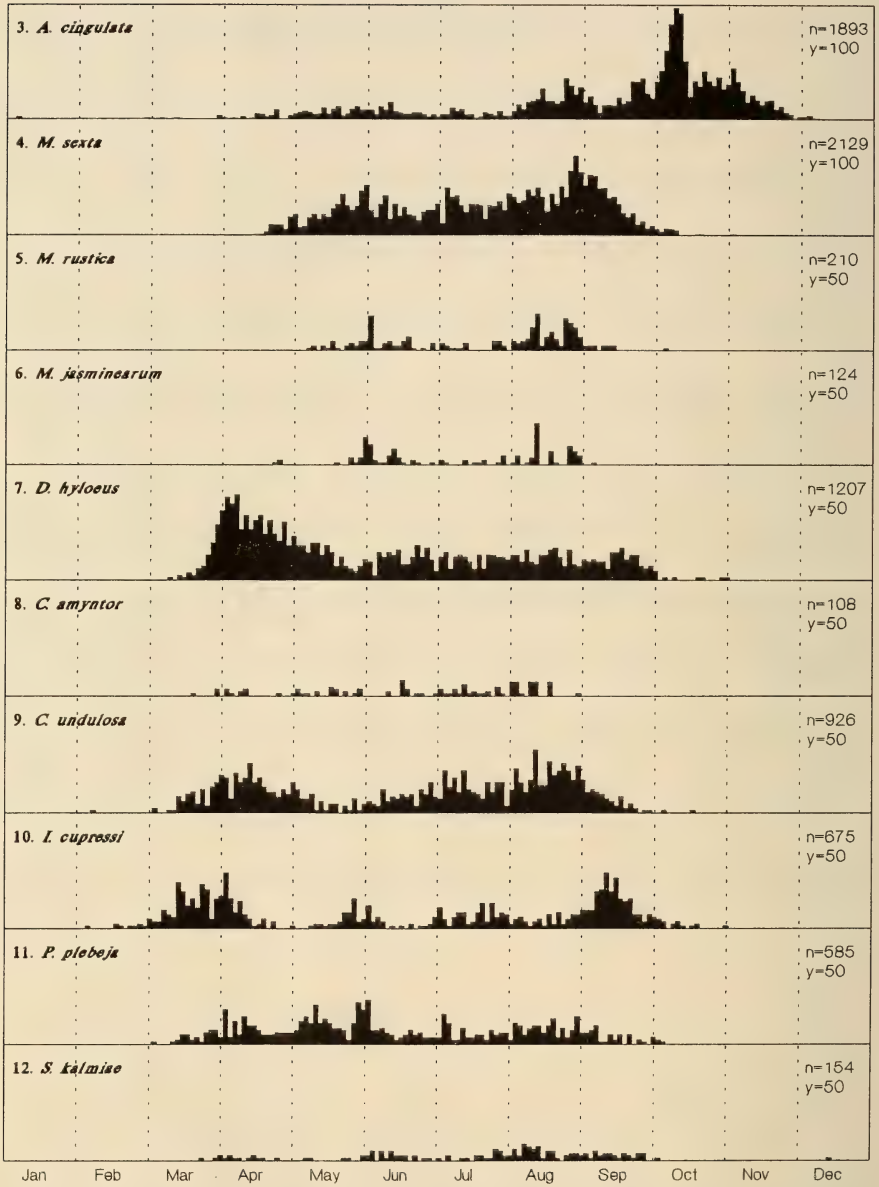 3. A. cingulata
n=1893
y=100
4. M. sexta
n=2129
y=100
5. M. rustica
n=210
y=50
6. M. jasminearum
n=124
y=50
7. D. hyloeus
n=1207
y=50
8. C. amyntor
n=108
y=50
9. C. undulosa
n=926
y=50
10. I. cupressi
n=675
y=50
11. P. plebeja
n=585
y=50
12. S. kalmiae
n=154
y=50
Jan Feb Mar Apr May Jun Jul Aug Sep Oct Nov Dec